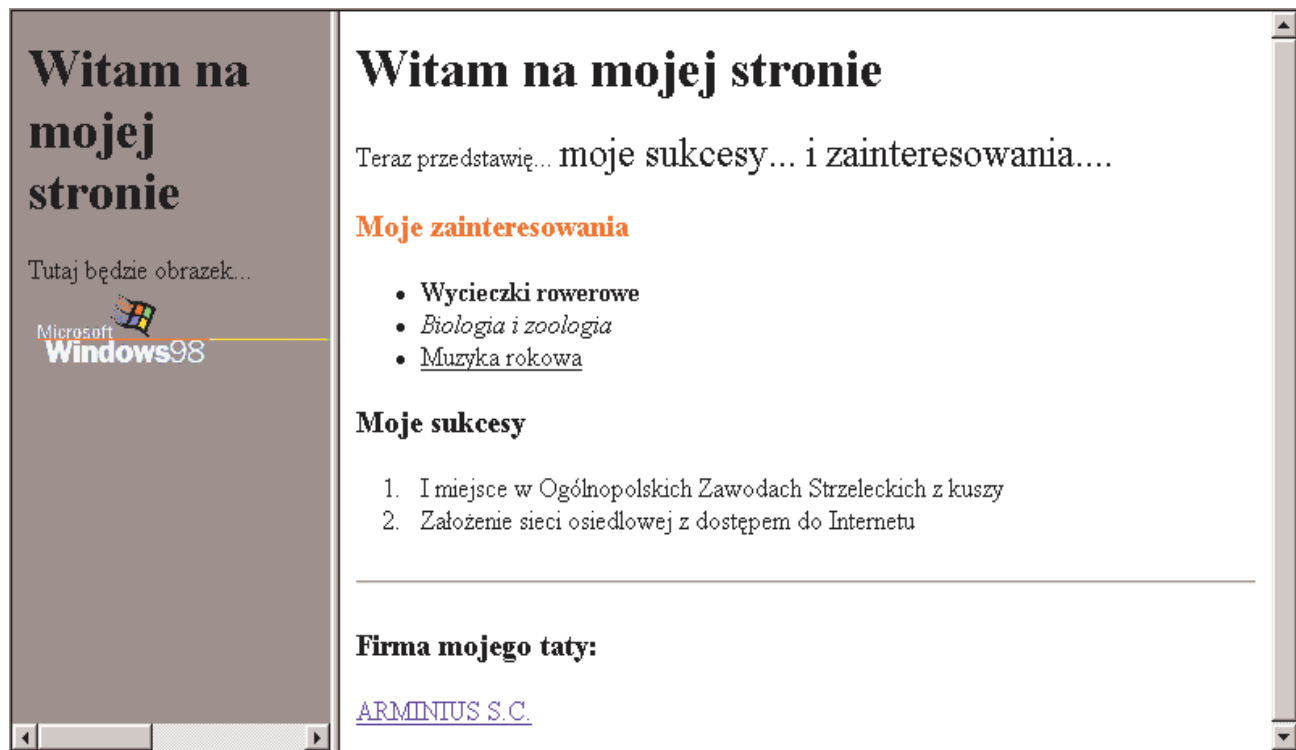 Witam na
mojej
stronie
Tutaj będzie obrazek...
Microsoft
Windows98
Witam na mojej stronie
Teraz przedstawię... moje sukcesy... i zainteresowania....
Moje zainteresowania
• Wycieczki rowerowe
• Biologia i zoologia
• Muzyka rokowa
Moje sukcesy
1. I miejsce w Ogólnopolskich Zawodach Strzeleckich z kuszy
2. Założenie sieci osiedlowej z dostępem do Internetu
Firma mojego taty:
ARMINIUS S.C.